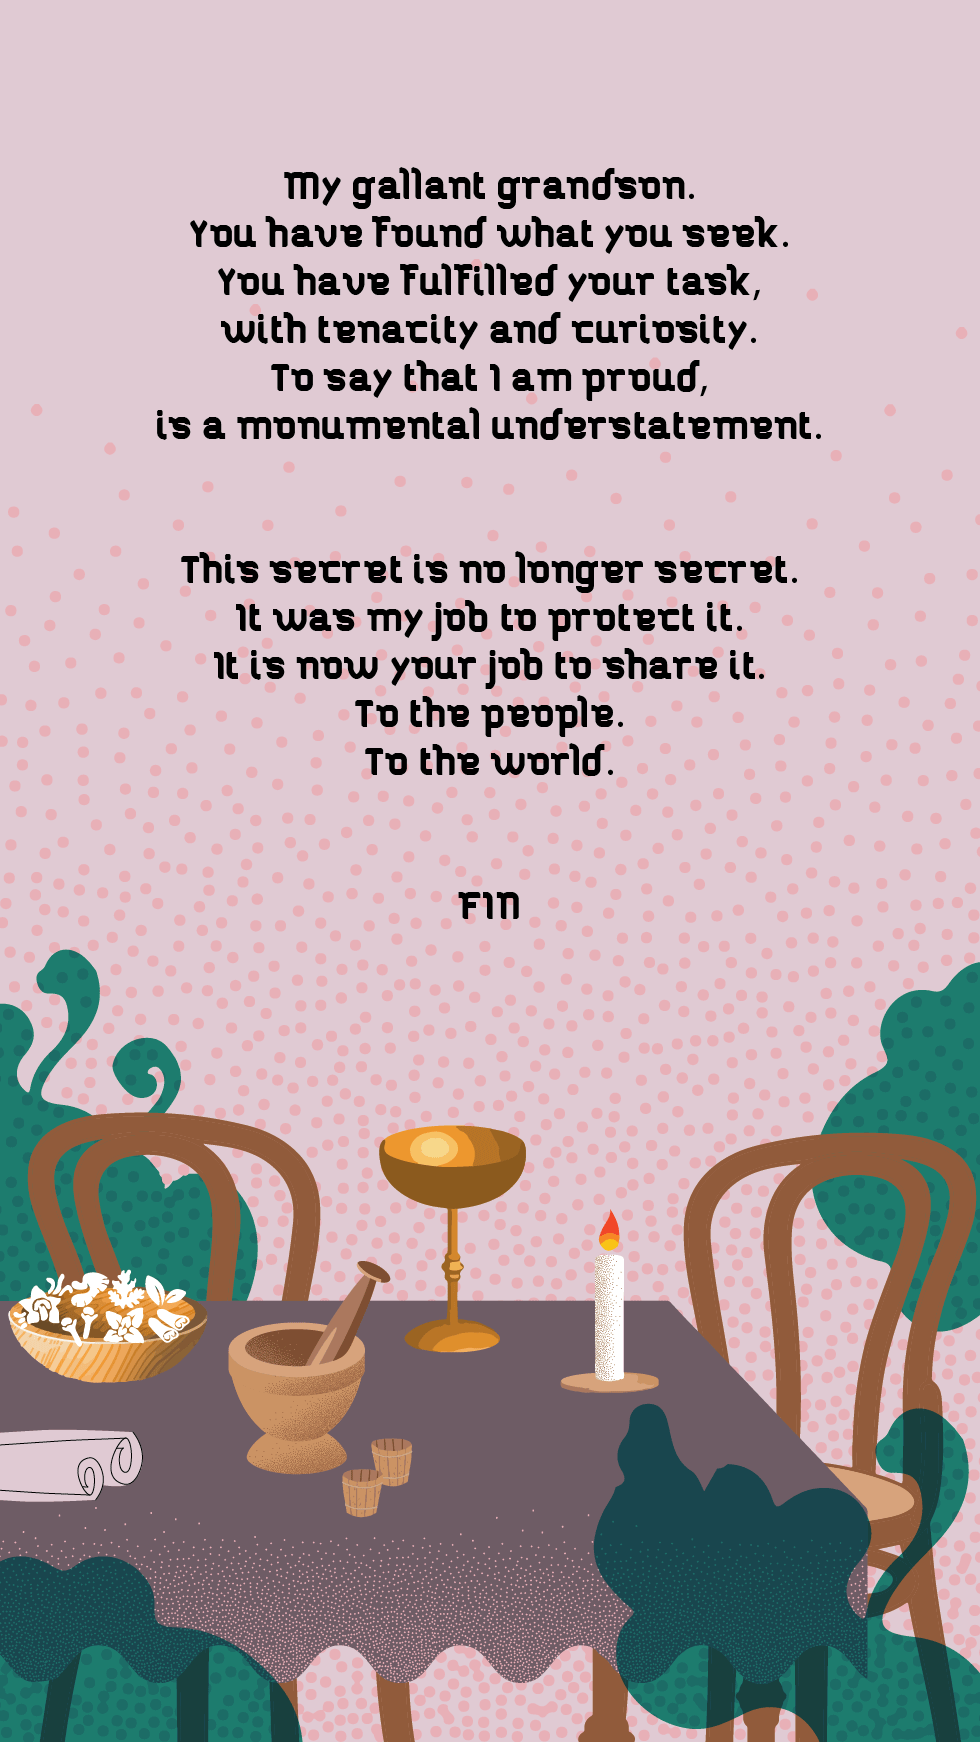 My gallant grandson.
You have found what you seek.
You have fulfilled your task,
with tenacity and curiosity.
To say that I am proud,
is a monumental understatement.
This secret is no longer secret.
It was my job to protect it.
It is now your job to share it.
To the people.
To the world.
FIN